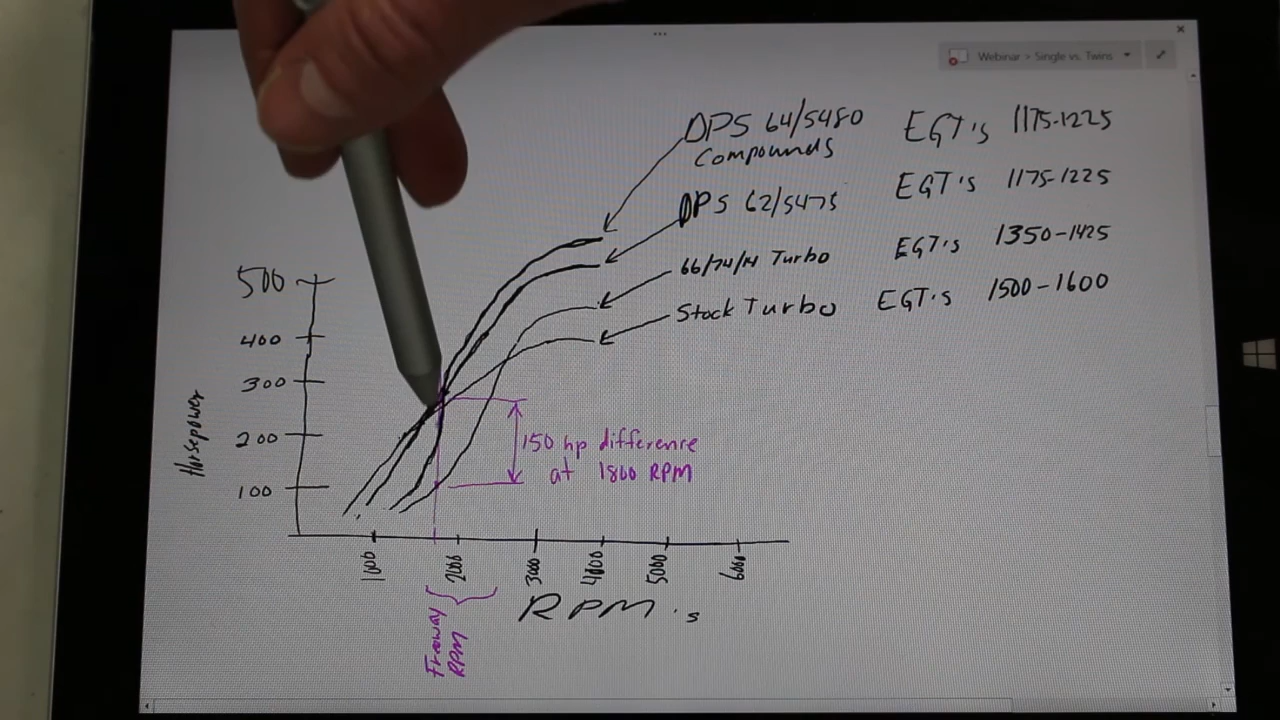 Webinar > Single vs. Twins
DPS 64/S480 EGT's 1175-1225
Compounds
DPS 62/S475 EGT's 1175-1225
66/74/14 Turbo EGT's 1350-1425
Stock Turbo EGT's 1500-1600
500
400
300
200
100
Horsepower
150 hp difference
at 1800 RPM
1000 2000 3000 4000 5000 6000
RPM's
Freeway
RPM